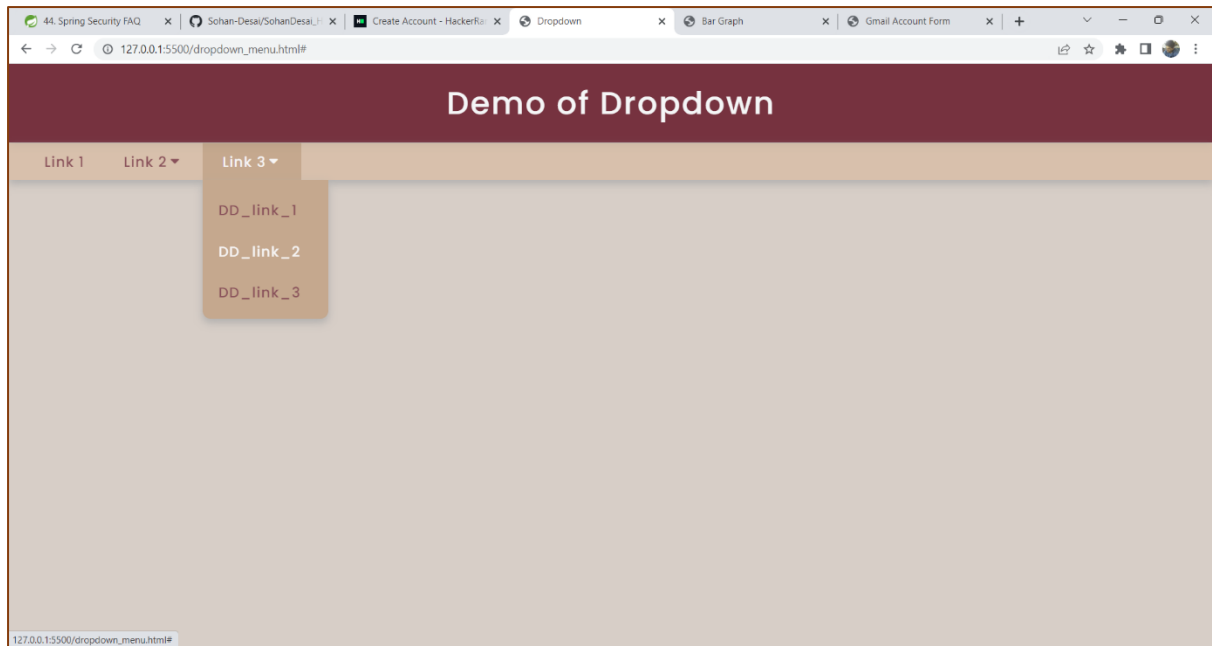 44. Spring Security FAQ
Sohan-Desai/SohanDesai_H
Create Account - HackerRan
Dropdown
Bar Graph
Gmail Account Form
127.0.0.1:5500/dropdown_menu.html#
Demo of Dropdown
Link 1 Link 2 Link 3
DD_link_1
DD_link_2
DD_link_3
127.0.0.1:5500/dropdown_menu.html#